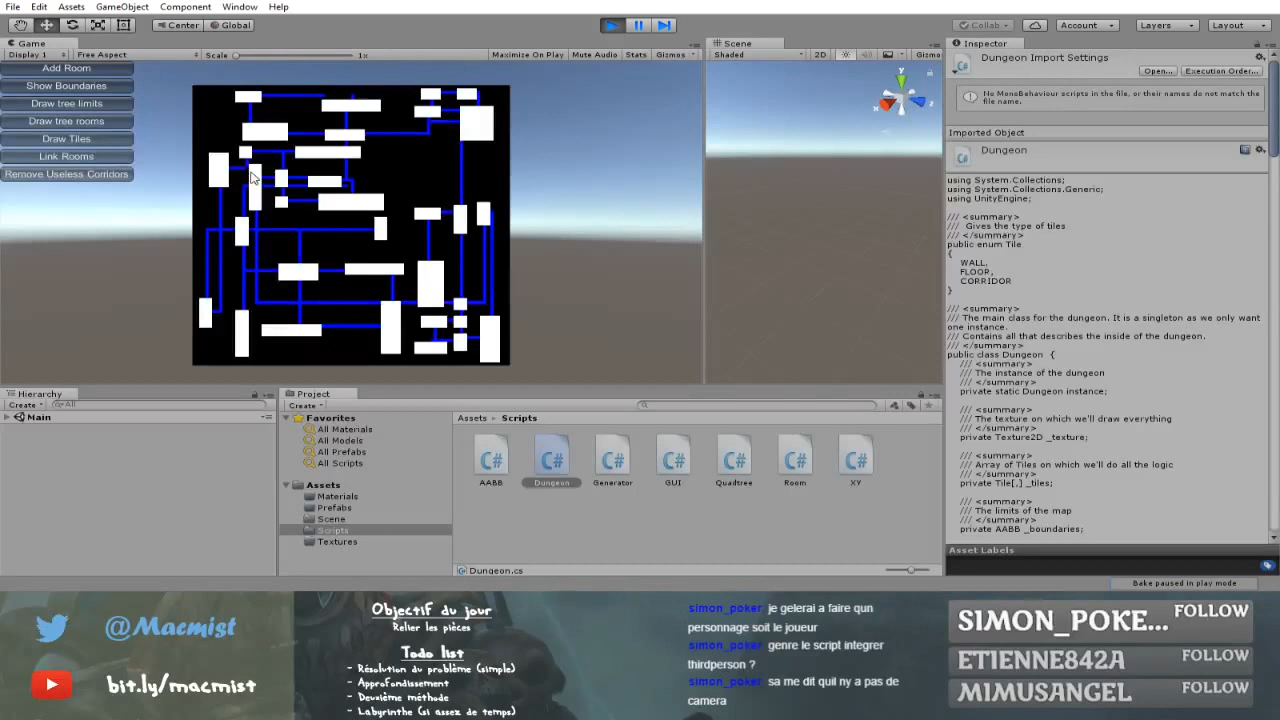 File Edit Assets GameObject Component Window Help
Center Global Collab Account Layers Layout
Game Scene Inspector
Display 1 Free Aspect Scale 1x Maximize On Play Mute Audio Stats Gizmos Shaded 2D Gizmo
Add Room
Show Boundaries
Draw tree limits
Draw tree rooms
Draw Tiles
Link Rooms
Remove Useless Corridors
y
x
z
Dungeon Import Settings
Open... Execution Order...
No MonoBehaviour scripts in the file, or their names do not match the
file name.
Imported Object
Dungeon
using System.Collections;
using System.Collections.Generic;
using UnityEngine;
/// <summary>
/// Gives the type of tiles
/// </summary>
public enum Tile
{
WALL,
FLOOR,
CORRIDOR
}
/// <summary>
/// The main class for the dungeon. It is a singleton as we only want
one instance.
/// Contains all that describes the inside of the dungeon.
/// </summary>
public class Dungeon {
/// <summary>
/// The instance of the dungeon
/// </summary>
private static Dungeon instance;
/// <summary>
/// The texture on which we'll draw everything
/// </summary>
private Texture2D _texture;
/// <summary>
/// Array of Tiles on which we'll do all the logic
/// </summary>
private Tile[,] _tiles;
/// <summary>
/// The limits of the map
/// </summary>
private AABB _boundaries;
Asset Labels
Bake paused in play mode
Hierarchy
Create All
Main
Project
Create
Favorites
All Materials
All Models
All Prefabs
All Scripts
Assets
Materials
Prefabs
Scene
Scripts
Textures
Assets Scripts
C# C# C# C# C# C# C#
AABB Dungeon Generator GUI Quadtree Room XY
Dungeon.cs
@Macmist
bit.ly/macmist
Objectif du jour
Relier les pièces
Todo list
- Résolution du problème (simple)
- Approfondissement
- Deuxième méthode
- Labyrinthe (si assez de temps)
simon_poker je gelerai a faire qun
personnage soit le joueur
simon_poker genre le script integrer
thirdperson ?
simon_poker sa me dit quil ny a pas de
camera
SIMON_POKE... FOLLOW
ETIENNE842A FOLLOW
MIMUSANGEL FOLLOW